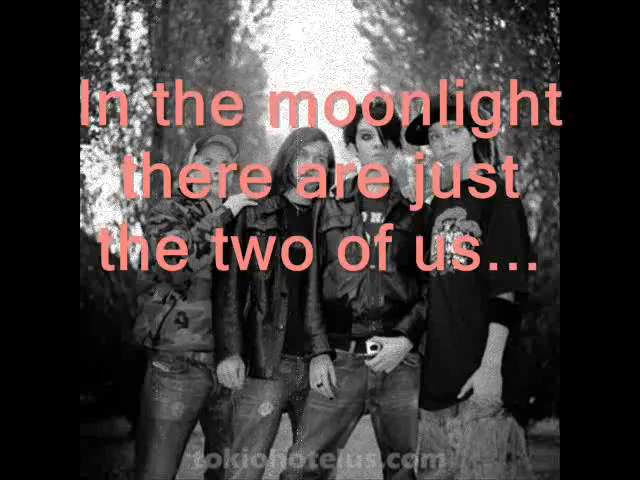 In the moonlight
there are just
the two of us...
tokiohotelus.com